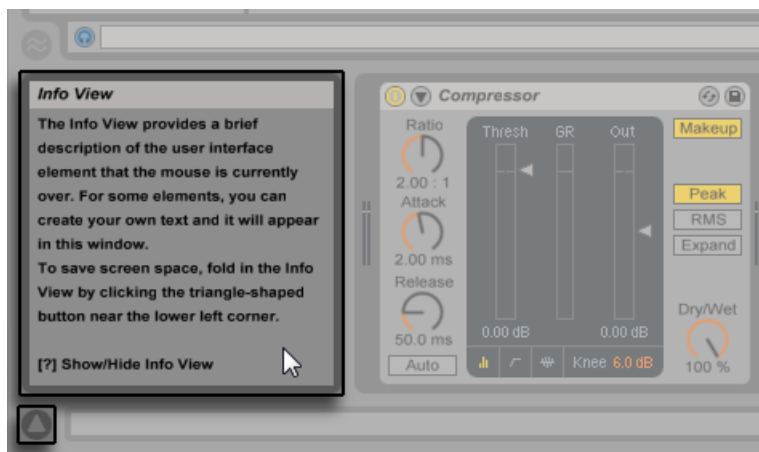 Info View
The Info View provides a brief
description of the user interface
element that the mouse is currently
over. For some elements, you can
create your own text and it will appear
in this window.
To save screen space, fold in the Info
View by clicking the triangle-shaped
button near the lower left corner.
[?] Show/Hide Info View
Compressor
Ratio
2.00 : 1
Attack
2.00 ms
Release
50.0 ms
Auto
Thresh GR Out
0.00 dB 0.00 dB
Knee 6.0 dB
Makeup
Peak
RMS
Expand
Dry/Wet
100 %